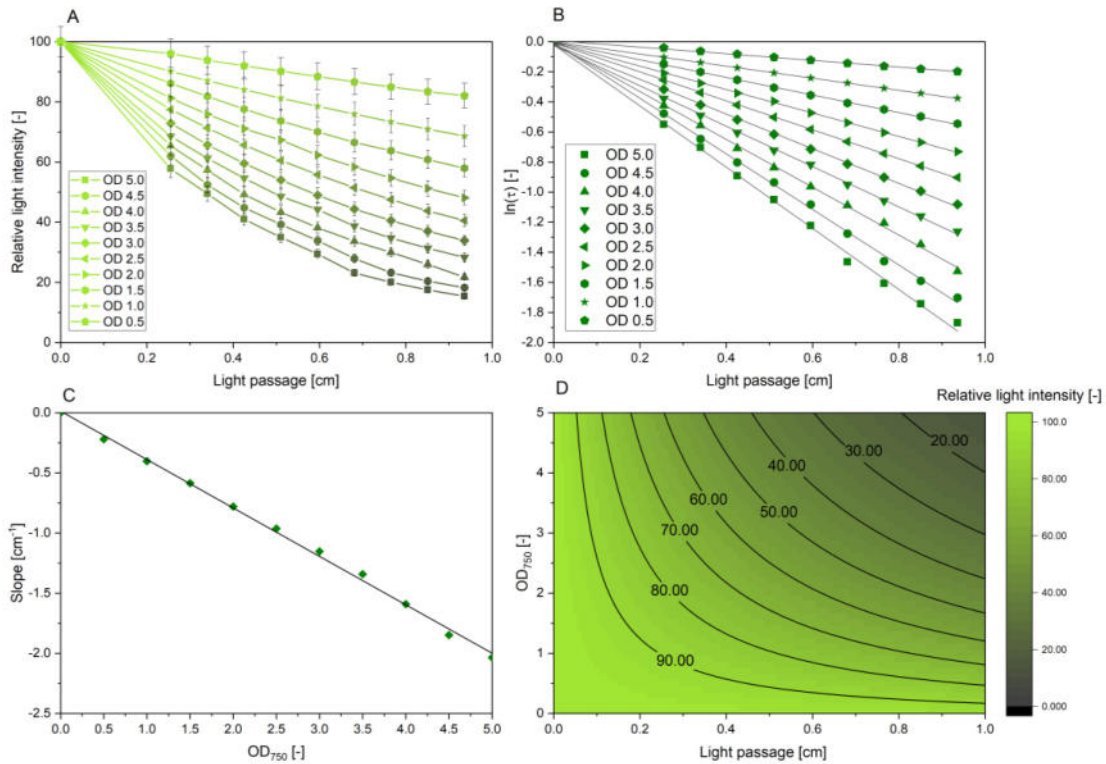 A
100
80
60
40
20
0
Relative light intensity [-]
OD 5.0
OD 4.5
OD 4.0
OD 3.5
OD 3.0
OD 2.5
OD 2.0
OD 1.5
OD 1.0
OD 0.5
0.0 0.2 0.4 0.6 0.8 1.0
Light passage [cm]
B
0.0
-0.2
-0.4
-0.6
-0.8
-1.0
-1.2
-1.4
-1.6
-1.8
-2.0
ln(τ) [-]
OD 5.0
OD 4.5
OD 4.0
OD 3.5
OD 3.0
OD 2.5
OD 2.0
OD 1.5
OD 1.0
OD 0.5
0.0 0.2 0.4 0.6 0.8 1.0
Light passage [cm]
C
0.0
-0.5
-1.0
-1.5
-2.0
-2.5
Slope [cm⁻¹]
0.0 0.5 1.0 1.5 2.0 2.5 3.0 3.5 4.0 4.5 5.0
OD₇₅₀ [-]
D
5
4
3
2
1
0
OD₇₅₀ [-]
20.00
30.00
40.00
50.00
60.00
70.00
80.00
90.00
0.0 0.2 0.4 0.6 0.8 1.0
Light passage [cm]
Relative light intensity [-]
100.0
80.00
60.00
40.00
20.00
0.000